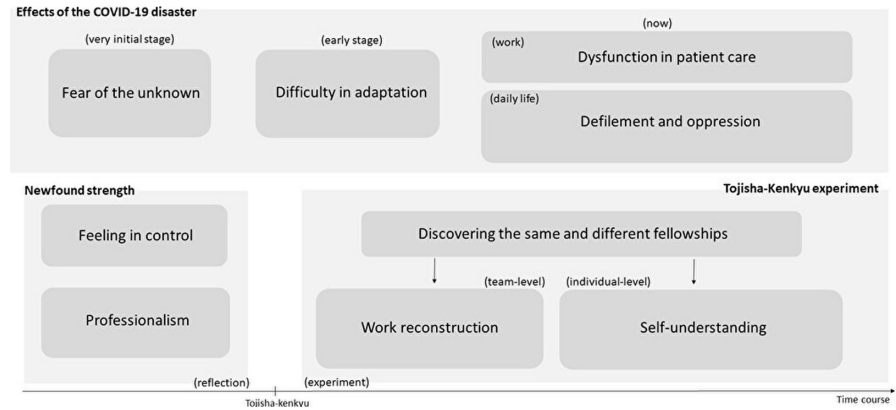 Effects of the COVID-19 disaster
(very initial stage)
(early stage)
(now)
Fear of the unknown
Difficulty in adaptation
(work)
Dysfunction in patient care
(daily life)
Defilement and oppression
Newfound strength
Tojisha-Kenkyu experiment
Feeling in control
Discovering the same and different fellowships
(team-level)
(individual-level)
Professionalism
Work reconstruction
Self-understanding
(reflection)
(experiment)
Tojisha-kenkyu
Time course